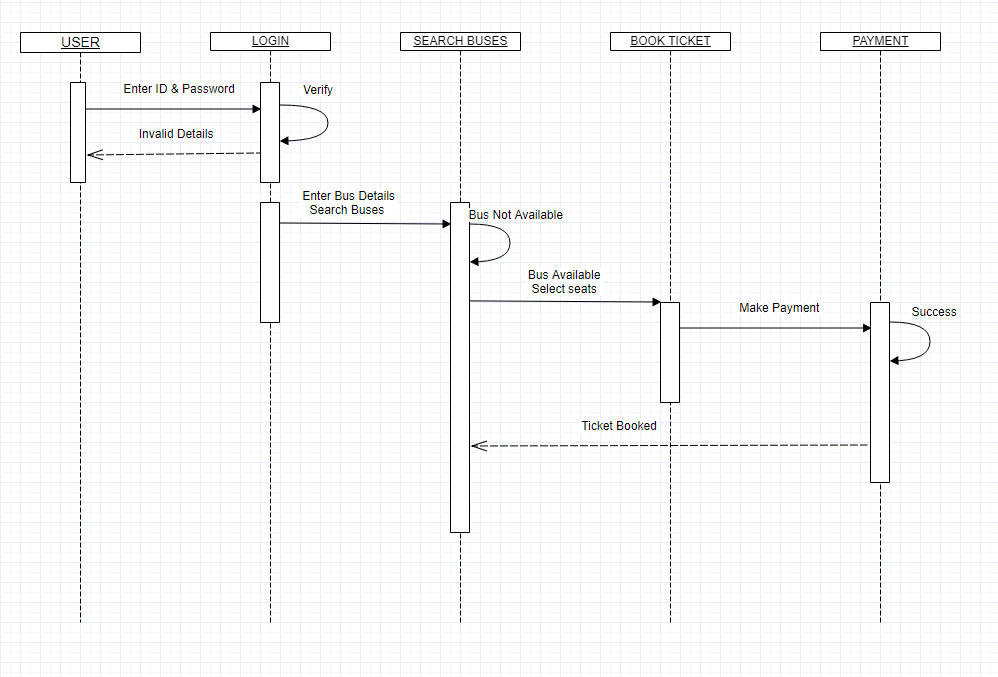 USER
LOGIN
SEARCH BUSES
BOOK TICKET
PAYMENT
Enter ID & Password
Verify
Invalid Details
Enter Bus Details
Search Buses
Bus Not Available
Bus Available
Select seats
Make Payment
Success
Ticket Booked